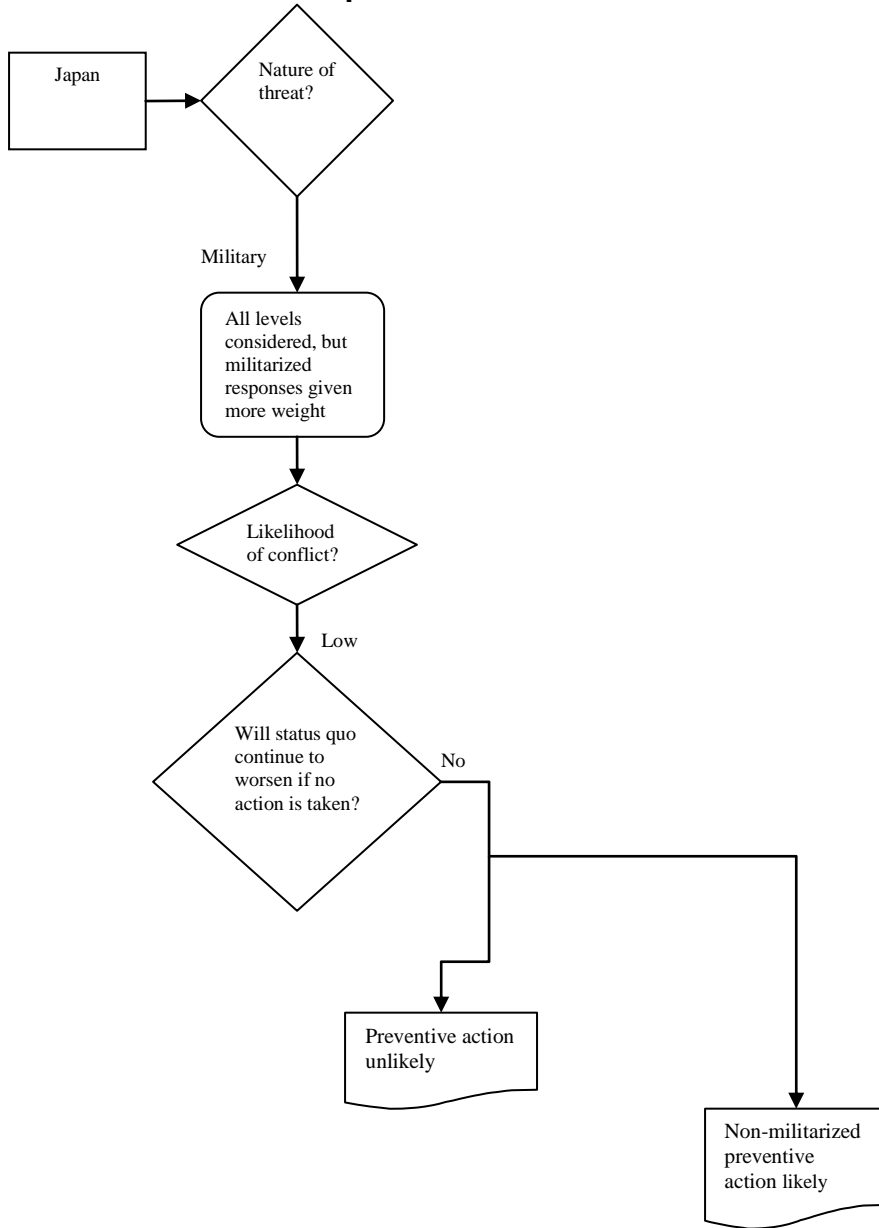 Japan
Nature of
threat?
Military
All levels
considered, but
militarized
responses given
more weight
Likelihood
of conflict?
Low
Will status quo
continue to
worsen if no
action is taken?
No
Preventive action
unlikely
Non-militarized
preventive
action likely